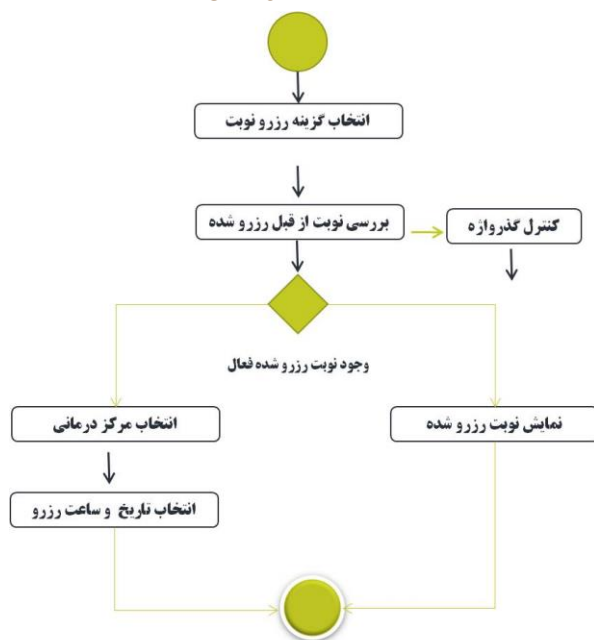 انتخاب گزینه رزرو نوبت
بررسی نوبت از قبل رزرو شده
کنترل گذرواژه
وجود نوبت رزرو شده فعال
نمایش نوبت رزرو شده
انتخاب مرکز درمانی
انتخاب تاریخ و ساعت رزرو